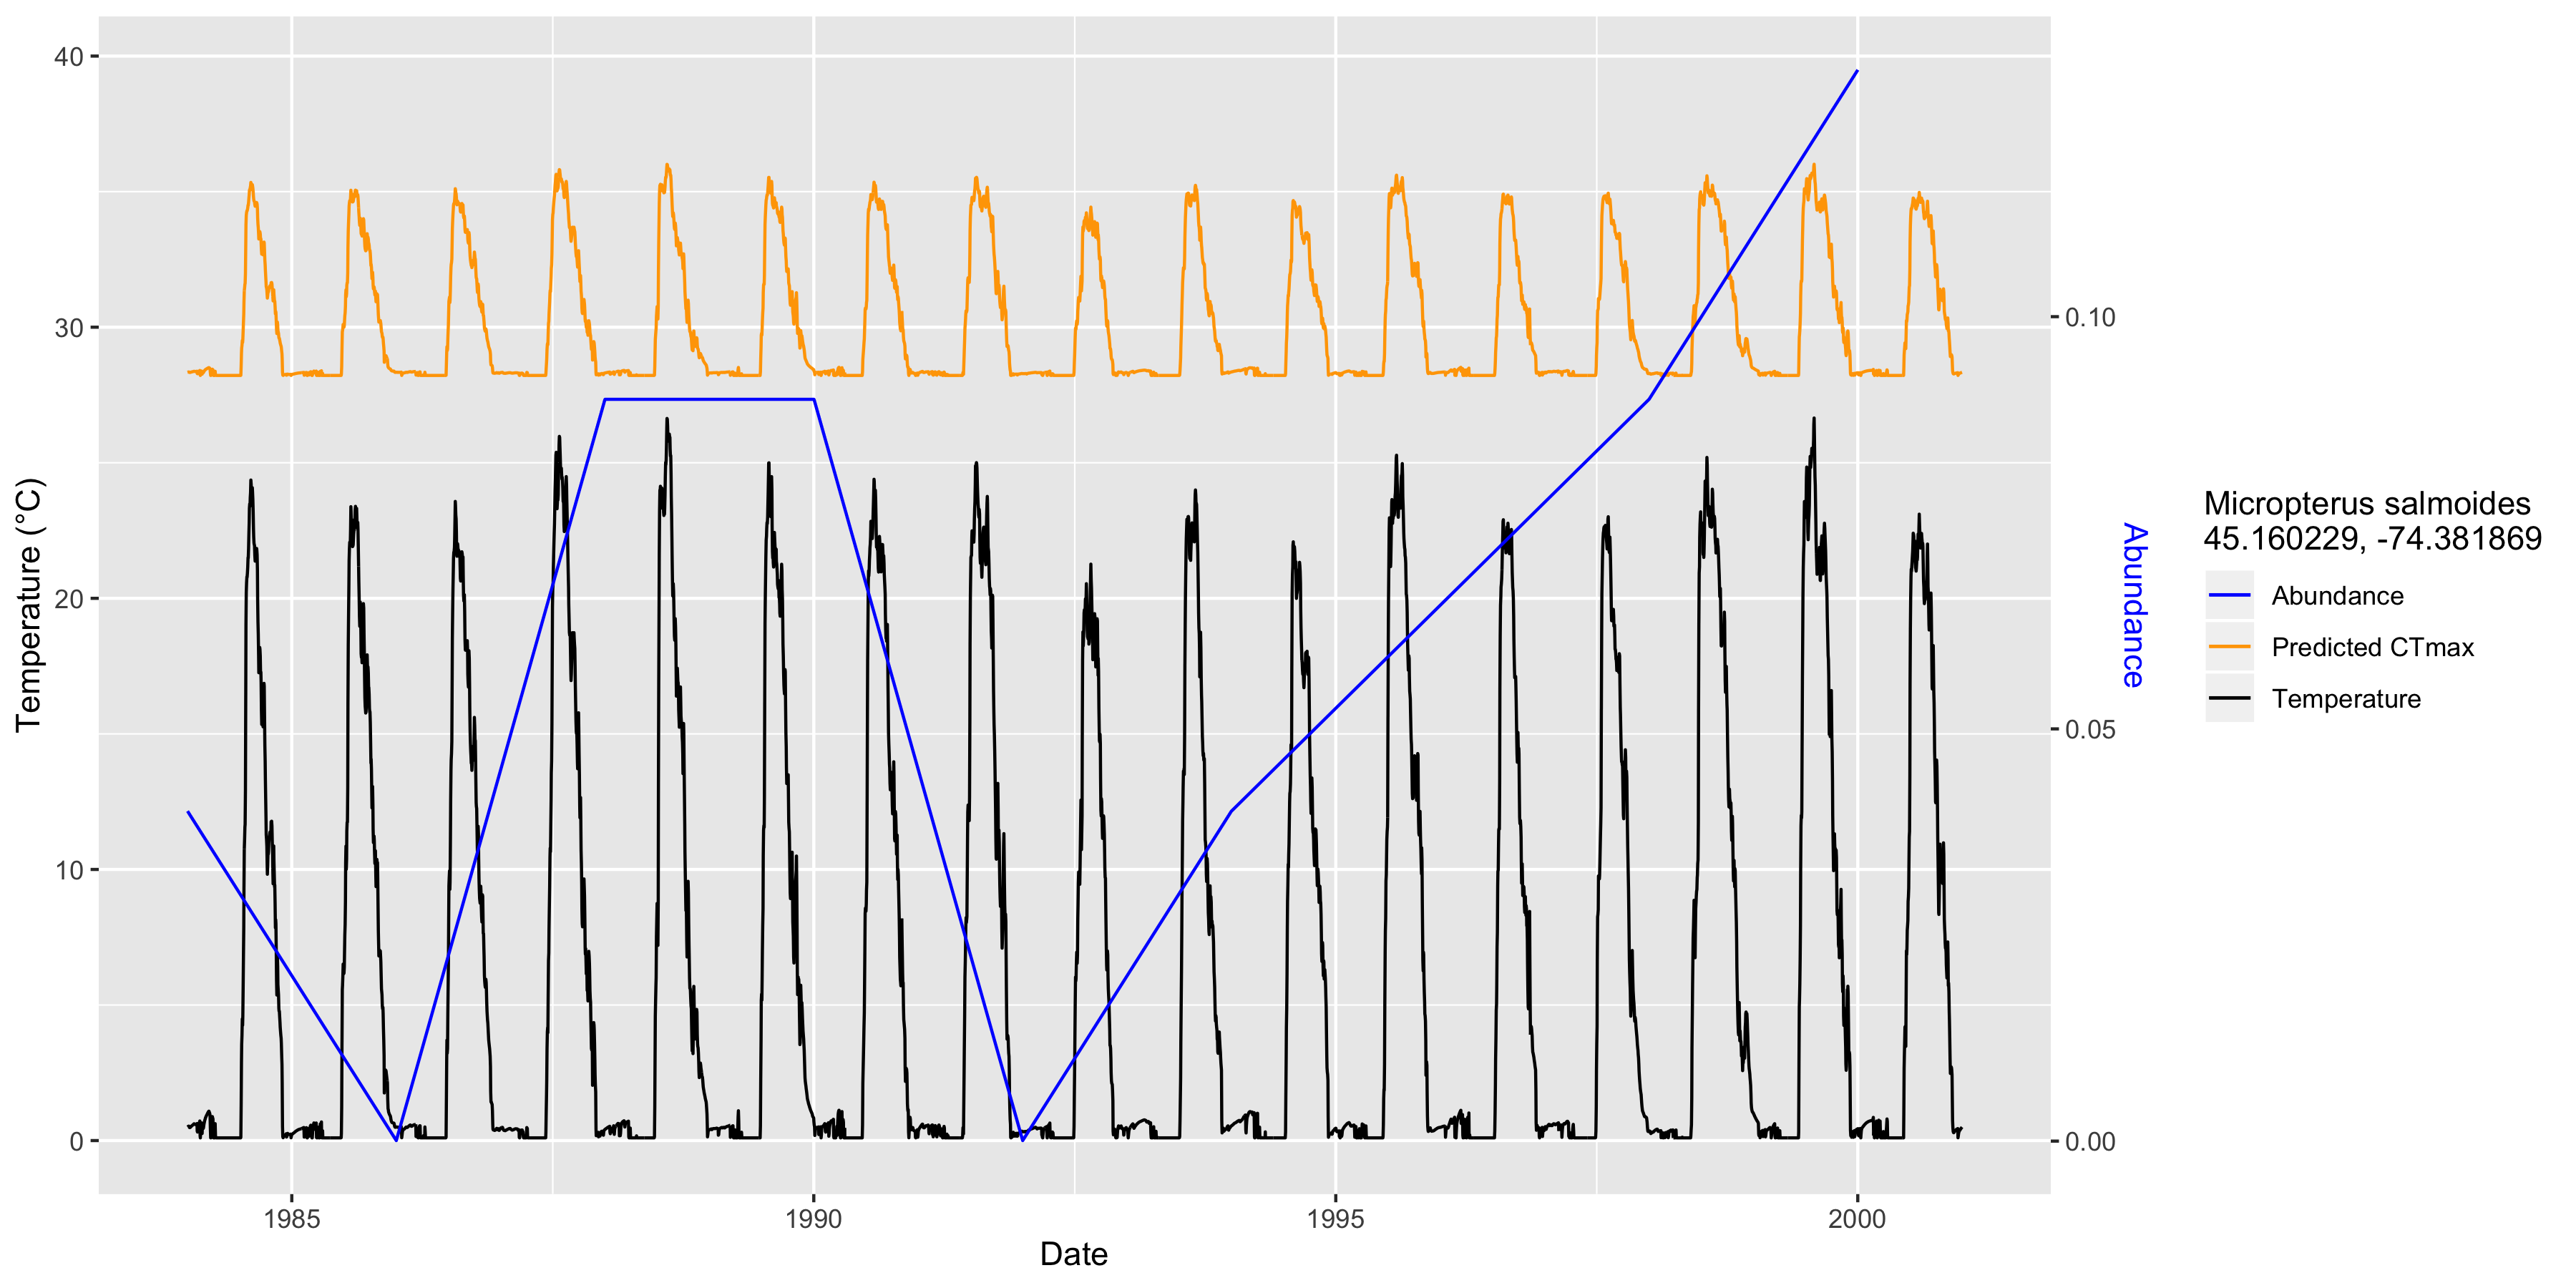 40
30
20
10
0
Temperature (°C)
1985
1990
1995
2000
Date
0.10
0.05
0.00
Abundance
Micropterus salmoides
45.160229, -74.381869
Abundance
Predicted CTmax
Temperature